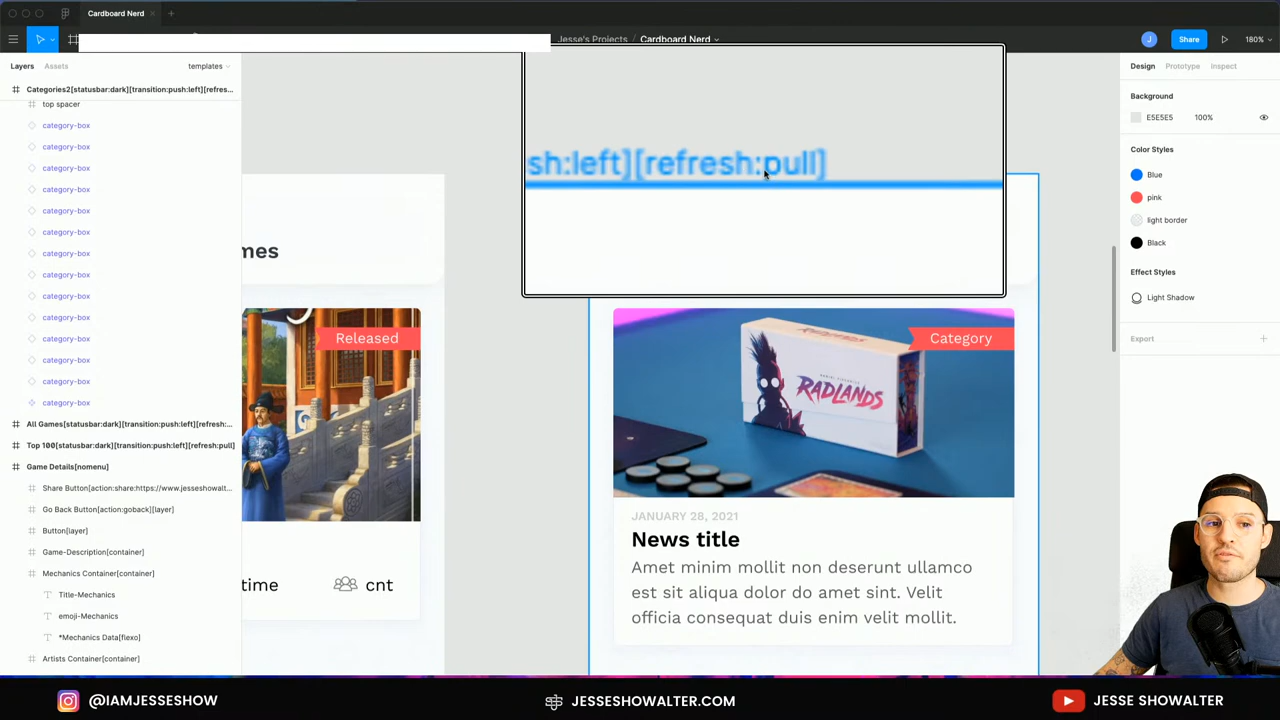 Cardboard Nerd
Jesse's Projects / Cardboard Nerd
J
Share
180%
Layers
Assets
templates
Design
Prototype
Inspect
Categories2[statusbar:dark][transition:push:left][refres...
top spacer
category-box
category-box
category-box
category-box
category-box
category-box
category-box
category-box
category-box
category-box
category-box
category-box
category-box
category-box
All Games[statusbar:dark][transition:push:left][refresh:...
Top 100[statusbar:dark][transition:push:left][refresh:pull]
Game Details[nomenu]
Share Button[action:share:https://www.jesseshowalt...
Go Back Button[action:goback][layer]
Button[layer]
Game-Description[container]
Mechanics Container[container]
Title-Mechanics
emoji-Mechanics
*Mechanics Data[flexo]
Artists Container[container]
mes
Released
time
cnt
sh:left][refresh:pull]
Category
RADLANDS
JANUARY 28, 2021
News title
Amet minim mollit non deserunt ullamco
est sit aliqua dolor do amet sint. Velit
officia consequat duis enim velit mollit.
Background
E5E5E5
100%
Color Styles
Blue
pink
light border
Black
Effect Styles
Light Shadow
Export
@IAMJESSESHOW
JESSESHOWALTER.COM
JESSE SHOWALTER